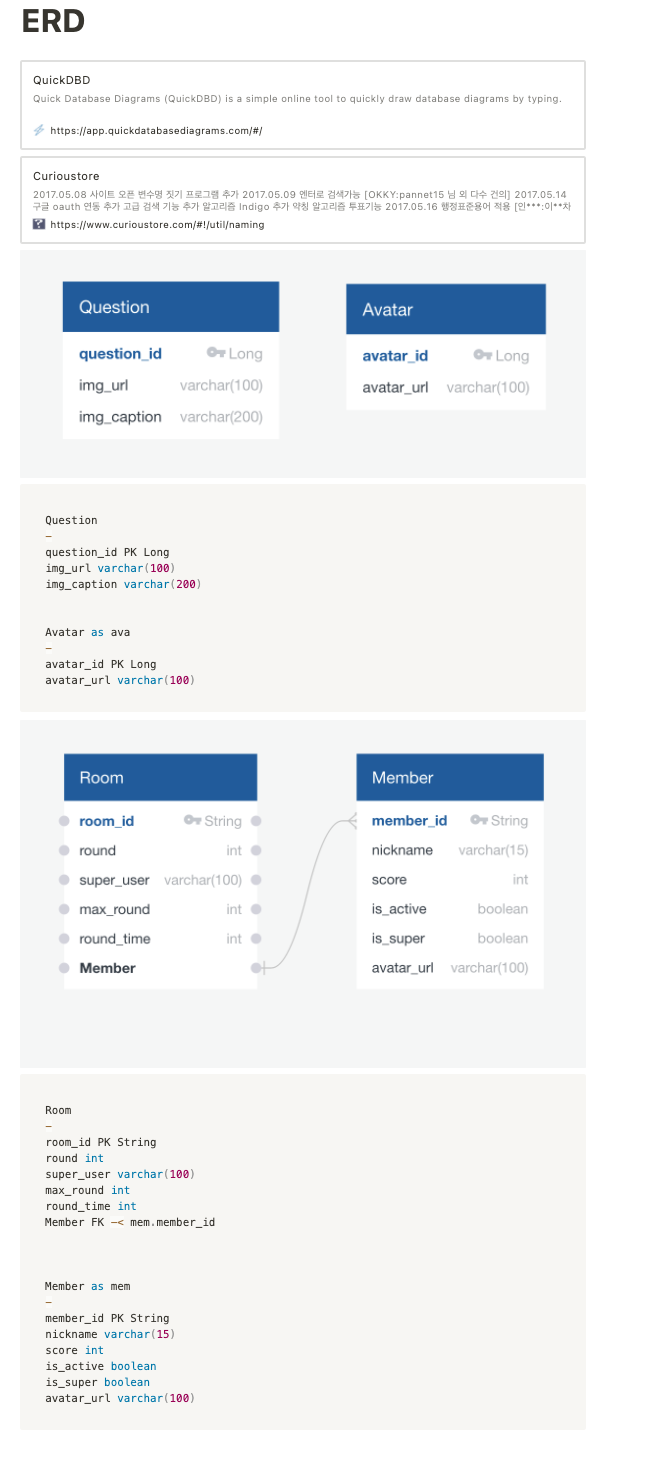 ERD
QuickDBD
Quick Database Diagrams (QuickDBD) is a simple online tool to quickly draw database diagrams by typing.
https://app.quickdatabasediagrams.com/#/
Curioustore
2017.05.08 사이트 오픈 변수명 짓기 프로그램 추가 2017.05.09 엔터로 검색가능 [OKKY:pannet15 님 외 다수 건의] 2017.05.14
구글 oauth 연동 추가 고급 검색 기능 추가 알고리즘 Indigo 추가 약칭 알고리즘 투표기능 2017.05.16 행정표준용어 적용 [인***:이**차
https://www.curioustore.com/#!/util/naming
Question
question_id Long
img_url varchar(100)
img_caption varchar(200)
Avatar
avatar_id Long
avatar_url varchar(100)
Question
–
question_id PK Long
img_url varchar(100)
img_caption varchar(200)
Avatar as ava
–
avatar_id PK Long
avatar_url varchar(100)
Room
room_id String
round int
super_user varchar(100)
max_round int
round_time int
Member
Member
member_id String
nickname varchar(15)
score int
is_active boolean
is_super boolean
avatar_url varchar(100)
Room
–
room_id PK String
round int
super_user varchar(100)
max_round int
round_time int
Member FK –< mem.member_id
Member as mem
–
member_id PK String
nickname varchar(15)
score int
is_active boolean
is_super boolean
avatar_url varchar(100)